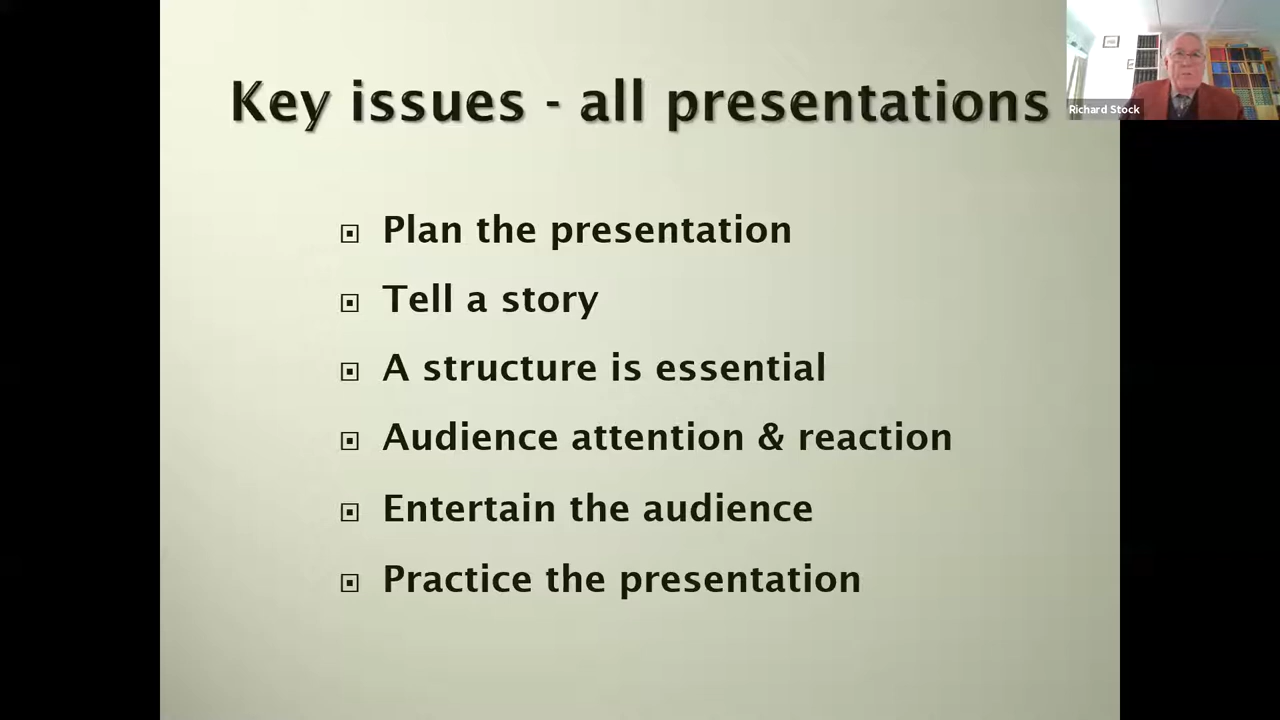 Key issues - all presentations
Richard Stock
Plan the presentation
Tell a story
A structure is essential
Audience attention & reaction
Entertain the audience
Practice the presentation